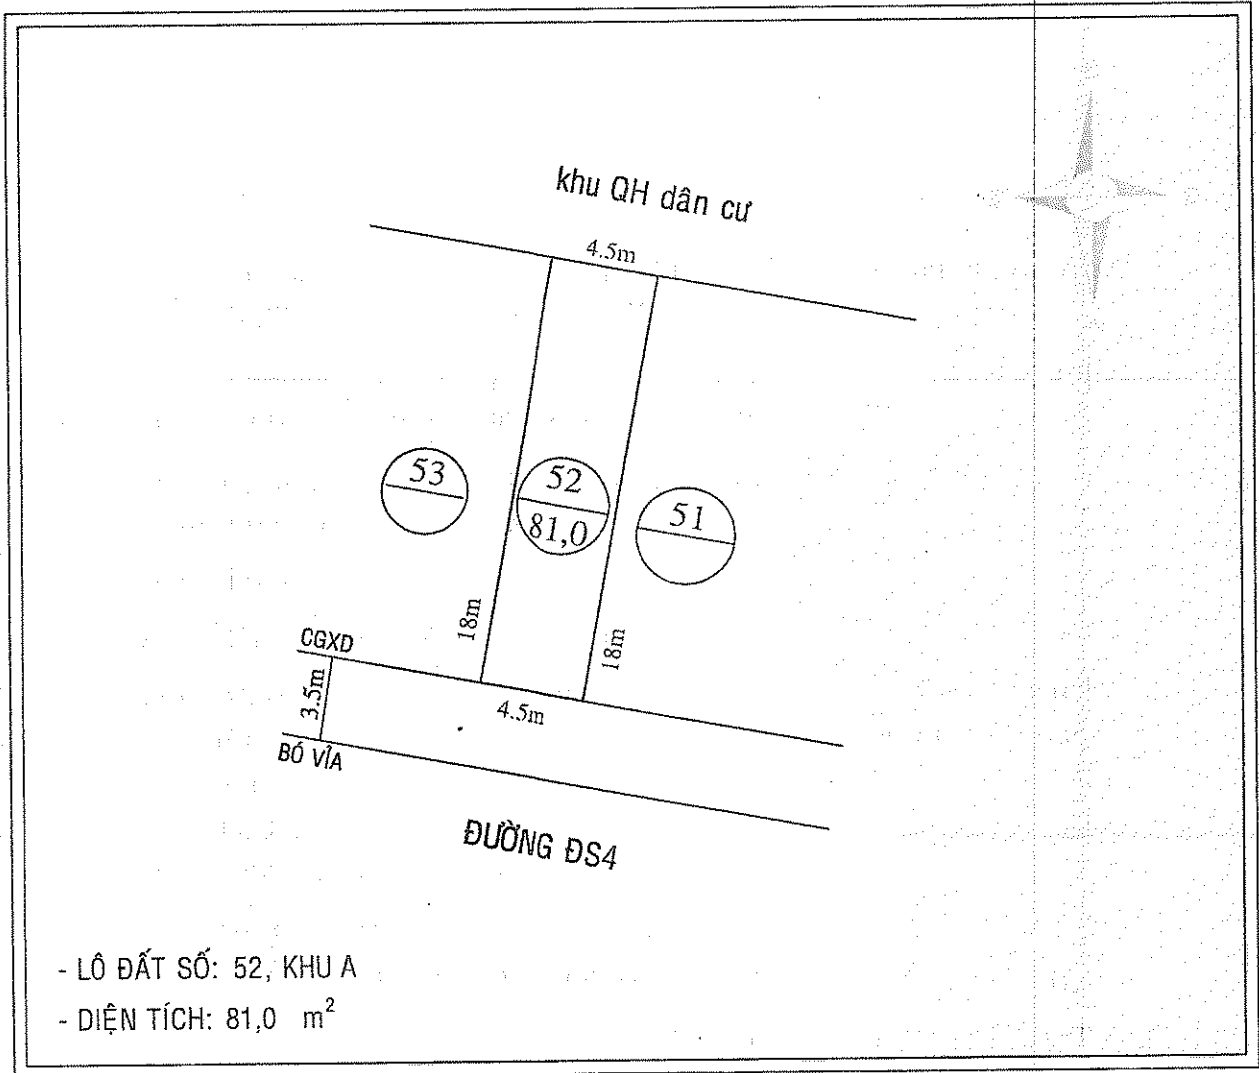 khu QH dân cư
4.5m
53
52
81,0
51
18m
18m
CGXD
3.5m
4.5m
BÓ VỈA
ĐƯỜNG ĐS4
- LÔ ĐẤT SỐ: 52, KHU A
- DIỆN TÍCH: 81,0 m²